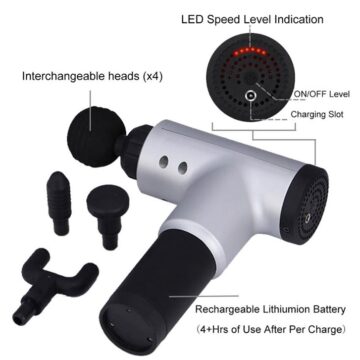 LED Speed Level Indication
Interchangeable heads (x4)
ON/OFF Level
Charging Slot
Rechargeable Lithiumion Battery
(4+Hrs of Use After Per Charge)